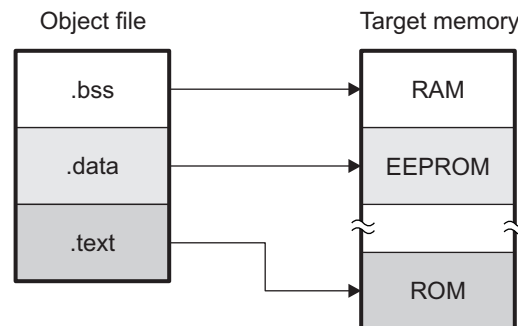 Object file
Target memory
.bss
RAM
.data
EEPROM
.text
ROM